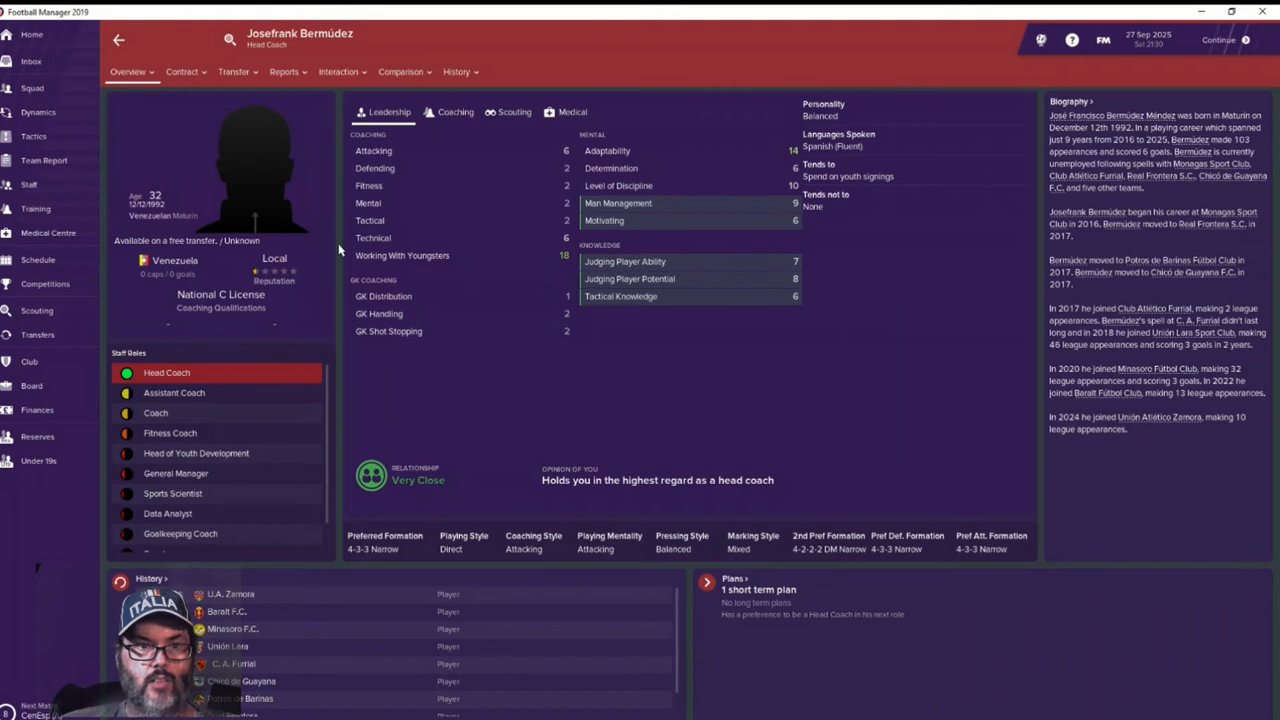 Football Manager 2019
Home
Inbox
Squad
Dynamics
Tactics
Team Report
Staff
Training
Medical Centre
Schedule
Competitions
Scouting
Transfers
Club
Board
Finances
Reserves
Under 19s
8
Next Mat
CenEsp
Josefrank Bermúdez
Head Coach
? FM
27 Sep 2025
Sat 21:30
Continue
Overview Contract Transfer Reports Interaction Comparison History
Age 32
12/12/1992
Venezuelan Maturin
Available on a free transfer. / Unknown
Venezuela
0 caps / 0 goals
Local
Reputation
National C License
Coaching Qualifications
- -
Staff Roles
Head Coach
Assistant Coach
Coach
Fitness Coach
Head of Youth Development
General Manager
Sports Scientist
Data Analyst
Goalkeeping Coach
Leadership Coaching Scouting Medical
COACHING
Attacking 6
Defending 2
Fitness 2
Mental 2
Tactical 2
Technical 6
Working With Youngsters 18
GK COACHING
GK Distribution 1
GK Handling 2
GK Shot Stopping 2
MENTAL
Adaptability 14
Determination 6
Level of Discipline 10
Man Management 9
Motivating 6
KNOWLEDGE
Judging Player Ability 7
Judging Player Potential 8
Tactical Knowledge 6
Personality
Balanced
Languages Spoken
Spanish (Fluent)
Tends to
Spend on youth signings
Tends not to
None
RELATIONSHIP
Very Close
OPINION OF YOU
Holds you in the highest regard as a head coach
Preferred Formation
4-3-3 Narrow
Playing Style
Direct
Coaching Style
Attacking
Playing Mentality
Attacking
Pressing Style
Balanced
Marking Style
Mixed
2nd Pref Formation
4-2-2-2 DM Narrow
Pref Def. Formation
4-3-3 Narrow
Pref Att. Formation
4-3-3 Narrow
Biography >
José Francisco Bermúdez Méndez was born in Maturín on
December 12th 1992. In a playing career which spanned
just 9 years from 2016 to 2025, Bermúdez made 103
appearances and scored 6 goals. Bermúdez is currently
unemployed following spells with Monagas Sport Club,
Club Atlético Furrial, Real Frontera S.C., Chicó de Guayana
F.C. and five other teams.
Josefrank Bermúdez began his career at Monagas Sport
Club in 2016. Bermúdez moved to Real Frontera S.C. in
2017.
Bermúdez moved to Potros de Barinas Fútbol Club in
2017. Bermúdez moved to Chicó de Guayana F.C. in
2017.
In 2017 he joined Club Atlético Furrial, making 2 league
appearances. Bermúdez's spell at C. A. Furrial didn't last
long and in 2018 he joined Unión Lara Sport Club, making
46 league appearances and scoring 3 goals in 2 years.
In 2020 he joined Minasoro Fútbol Club, making 32
league appearances and scoring 3 goals. In 2022 he
joined Baralt Fútbol Club, making 13 league appearances.
In 2024 he joined Unión Atlético Zamora, making 10
league appearances.
History >
U.A. Zamora Player
Baralt F.C. Player
Minasoro F.C. Player
Unión Lara Player
C. A. Furrial Player
Chicó de Guayana Player
Potros de Barinas Player
Plans >
1 short term plan
No long term plans
Has a preference to be a Head Coach in his next role
ITALIA